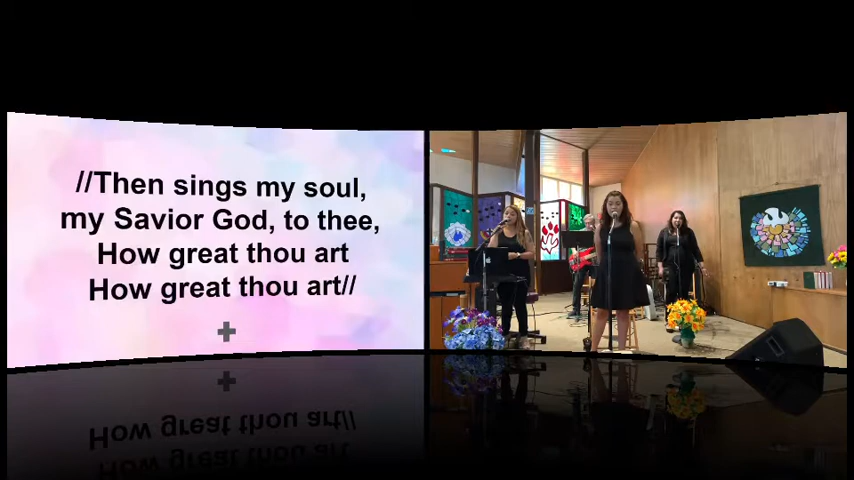 //Then sings my soul,
my Savior God, to thee,
How great thou art
How great thou art//